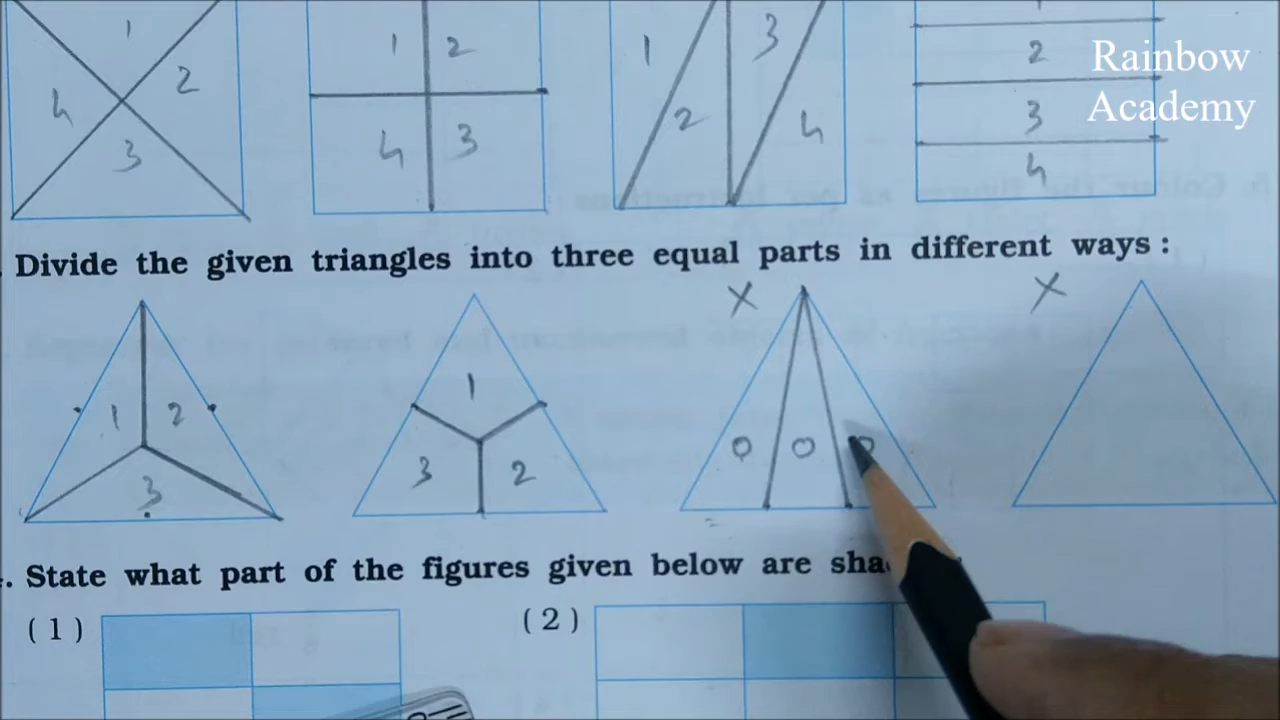 1
1 2
1 3
2
Rainbow
Academy
4 2
3
4 3
2 4
3
4
Divide the given triangles into three equal parts in different ways :
X X
1 2
3
1
3 2
0 0 0
. State what part of the figures given below are sha
( 1 ) ( 2 )